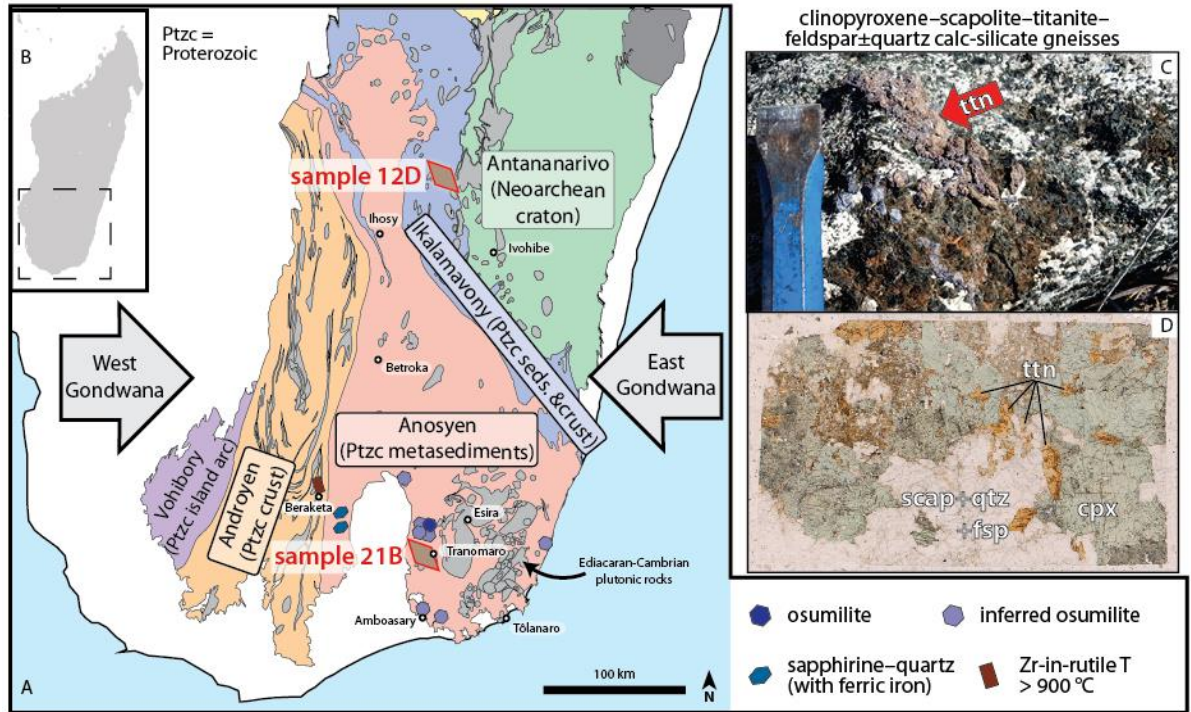 B
Ptzc =
Proterozoic
sample 12D
Antananarivo
(Neoarchean
craton)
Ihosy
Ivohibe
Ikalamavony (Ptzc seds. & crust)
West
Gondwana
East
Gondwana
Betroka
Anosyen
(Ptzc metasediments)
Vohibory
(Ptzc island arc)
Androyen
(Ptzc crust)
Beraketa
Esira
sample 21B
Tranomaro
Ediacaran-Cambrian
plutonic rocks
Amboasary
Tôlanaro
A
100 km
N
clinopyroxene–scapolite–titanite–
feldspar±quartz calc-silicate gneisses
C
ttn
D
ttn
scap+qtz
+fsp
cpx
osumilite
inferred osumilite
sapphirine–quartz
(with ferric iron)
Zr-in-rutile T
> 900 ºC